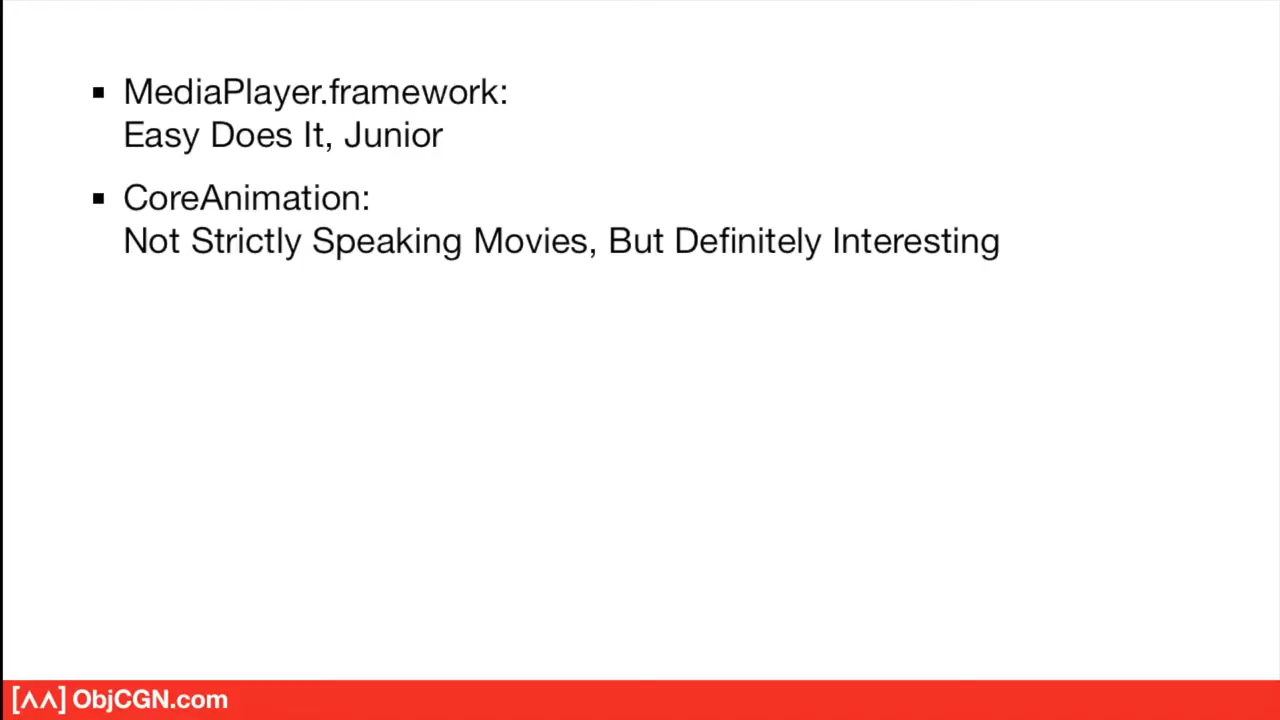 MediaPlayer.framework:
Easy Does It, Junior
CoreAnimation:
Not Strictly Speaking Movies, But Definitely Interesting
[ʌʌ] ObjCGN.com